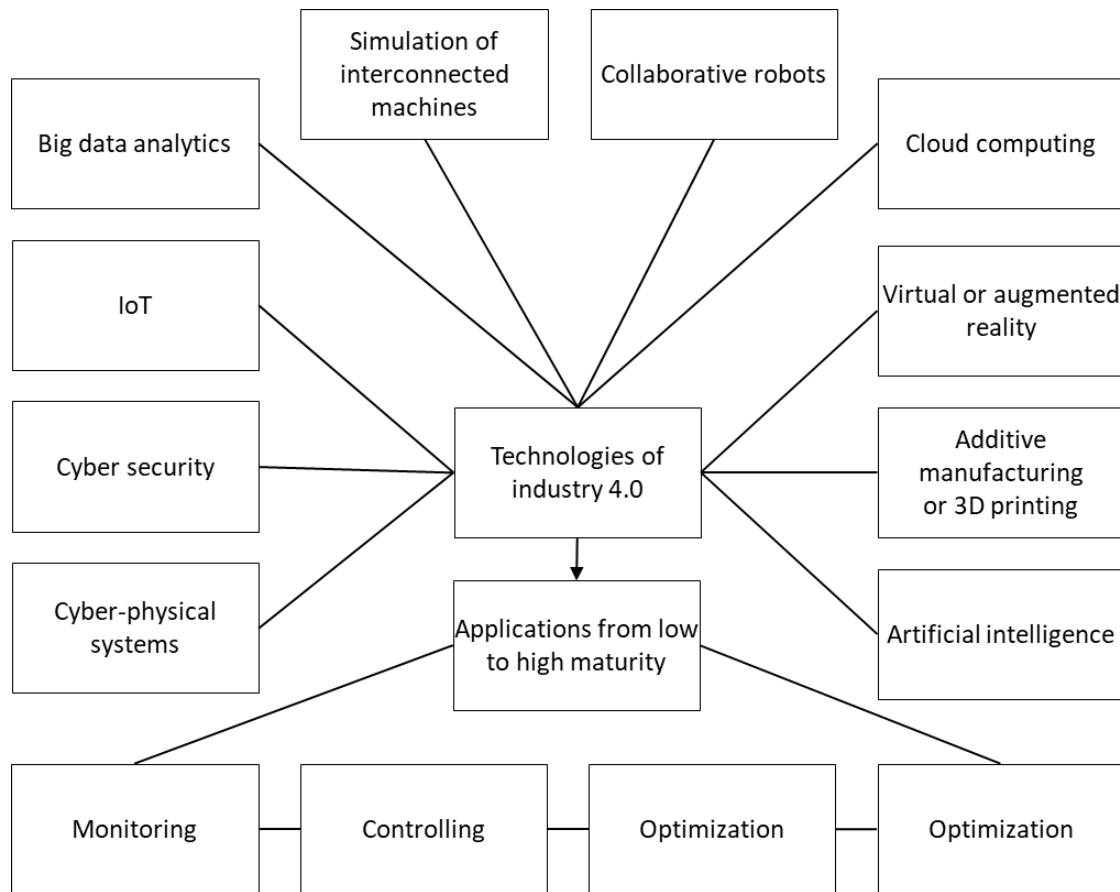 Simulation of
interconnected
machines
Collaborative robots
Big data analytics
Cloud computing
IoT
Virtual or augmented
reality
Cyber security
Technologies of
industry 4.0
Additive
manufacturing
or 3D printing
Cyber-physical
systems
Applications from low
to high maturity
Artificial intelligence
Monitoring
Controlling
Optimization
Optimization